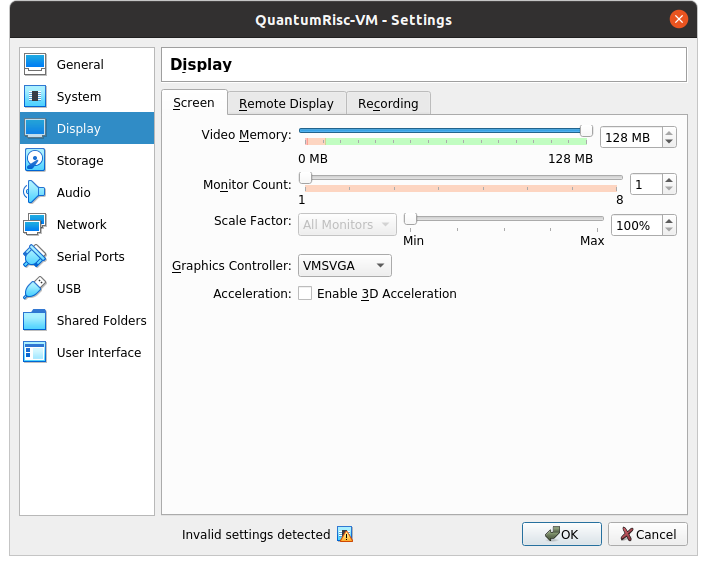 QuantumRisc-VM - Settings
General
System
Display
Storage
Audio
Network
Serial Ports
USB
Shared Folders
User Interface
Display
Screen
Remote Display
Recording
Video Memory:
128 MB
0 MB
128 MB
Monitor Count:
1
1
8
Scale Factor:
All Monitors
100%
Min
Max
Graphics Controller:
VMSVGA
Acceleration:
Enable 3D Acceleration
Invalid settings detected
OK
Cancel